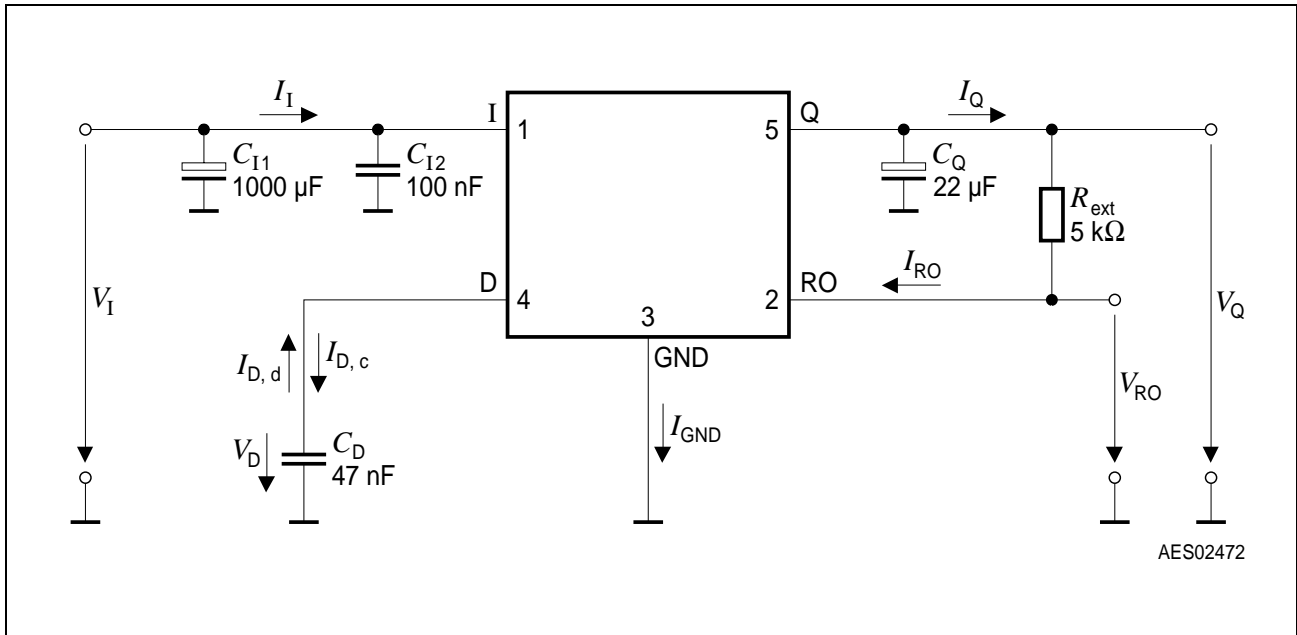 I_I
I_Q
I
Q
1
5
C_I1
1000 µF
C_I2
100 nF
C_Q
22 µF
R_ext
5 kΩ
D
4
RO
2
I_RO
3
GND
V_I
I_D, d
I_D, c
V_Q
V_RO
I_GND
V_D
C_D
47 nF
AES02472